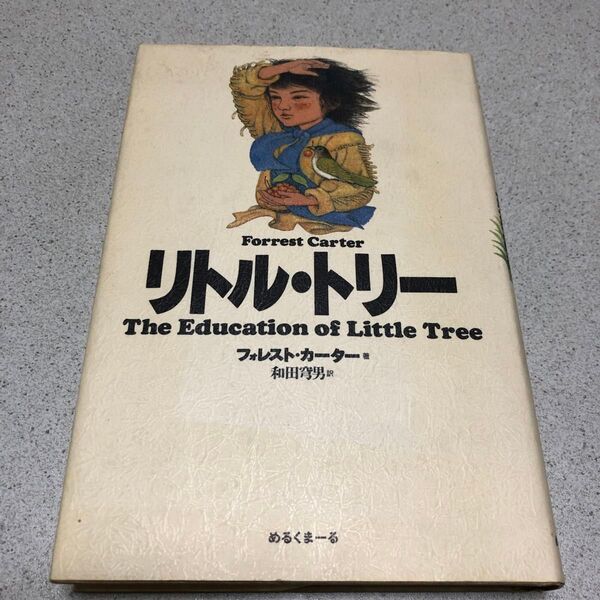 Forrest Carter
リトル・トリー
The Education of Little Tree
フォレスト・カーター 著
和田穹男 訳
めるくまーる